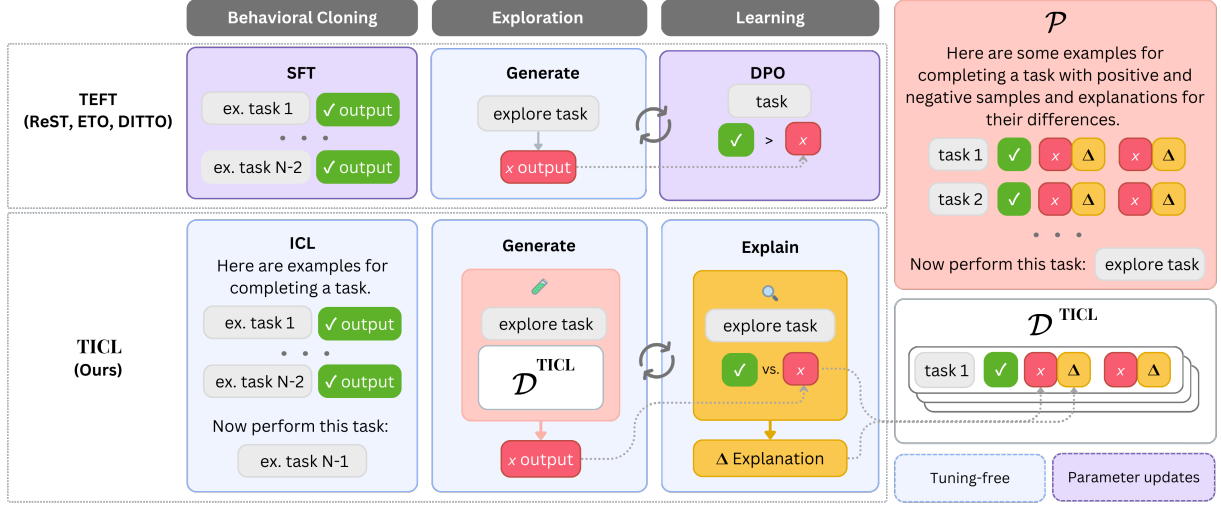 Behavioral Cloning
Exploration
Learning
TEFT
(ReST, ETO, DITTO)
SFT
ex. task 1
✓ output
• • •
ex. task N-2
✓ output
Generate
explore task
x output
DPO
task
✓ > x
TICL
(Ours)
ICL
Here are examples for
completing a task.
ex. task 1
✓ output
• • •
ex. task N-2
✓ output
Now perform this task:
ex. task N-1
Generate
explore task
𝒟 TICL
x output
Explain
explore task
✓ vs. x
Δ Explanation
𝒫
Here are some examples for
completing a task with positive and
negative samples and explanations for
their differences.
task 1 ✓ x Δ x Δ
task 2 ✓ x Δ x Δ
• • •
Now perform this task: explore task
𝒟 TICL
task 1 ✓ x Δ x Δ
Tuning-free
Parameter updates